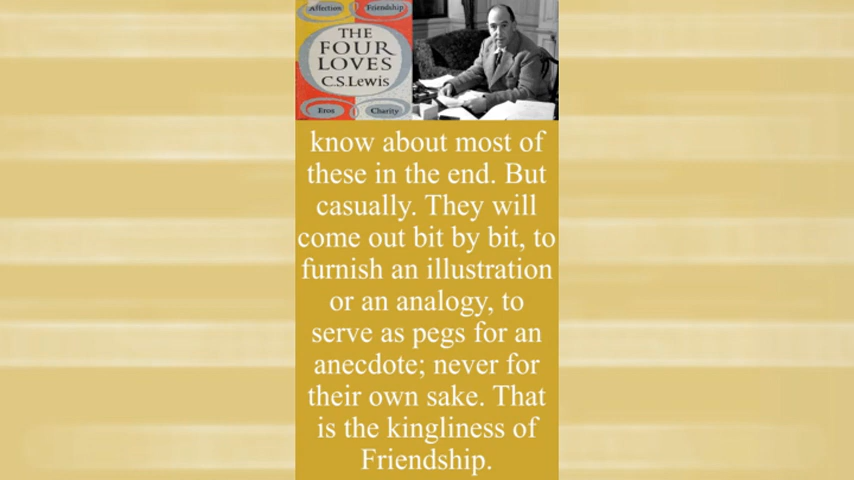 Affection Friendship
THE
FOUR
LOVES
C.S.Lewis
Eros Charity
know about most of
these in the end. But
casually. They will
come out bit by bit, to
furnish an illustration
or an analogy, to
serve as pegs for an
anecdote; never for
their own sake. That
is the kingliness of
Friendship.